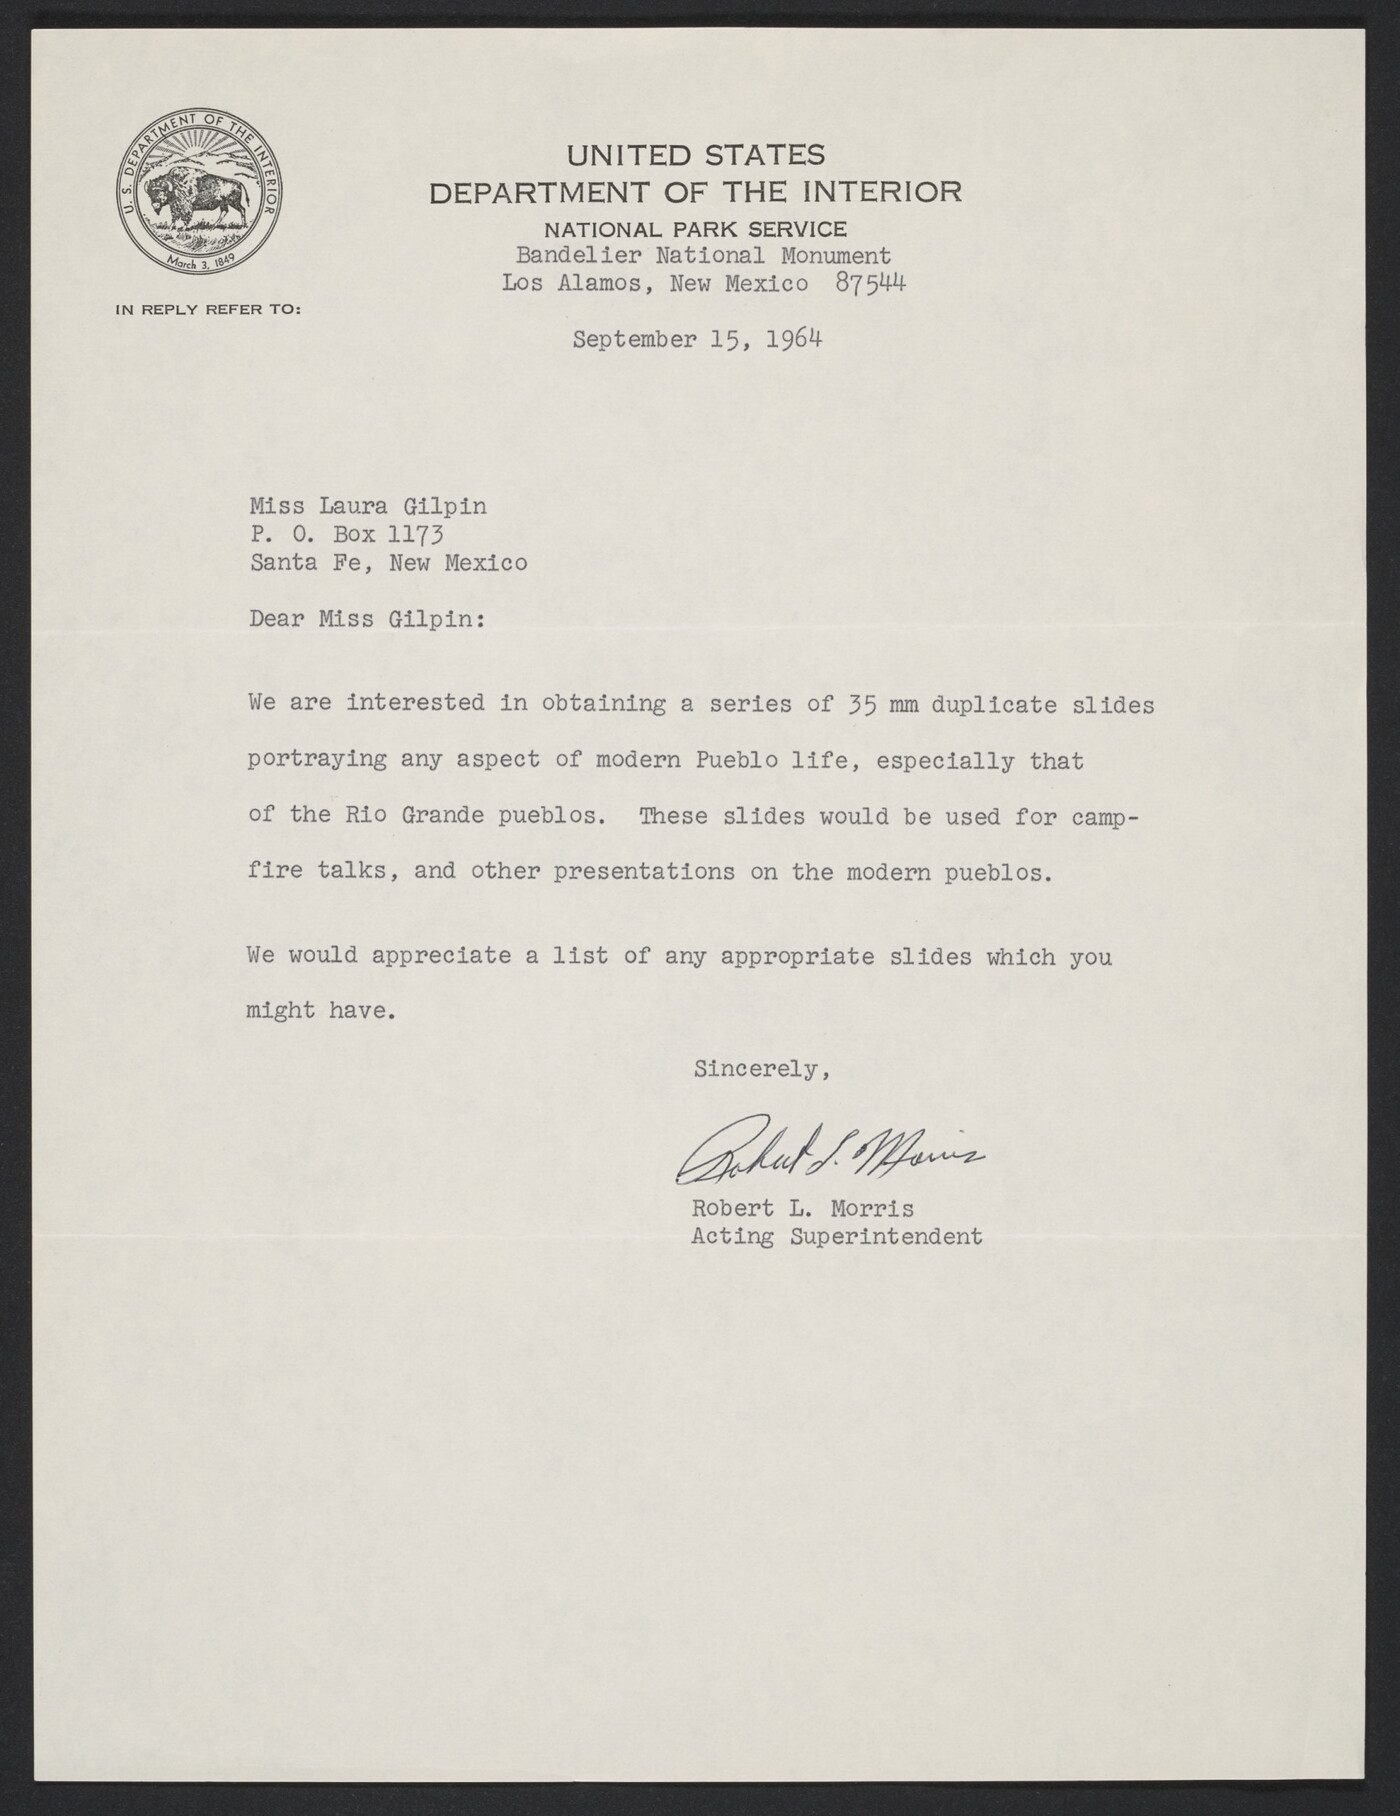 U. S. DEPARTMENT OF THE INTERIOR
March 3, 1849
IN REPLY REFER TO:
UNITED STATES
DEPARTMENT OF THE INTERIOR
NATIONAL PARK SERVICE
Bandelier National Monument
Los Alamos, New Mexico 87544
September 15, 1964
Miss Laura Gilpin
P. O. Box 1173
Santa Fe, New Mexico
Dear Miss Gilpin:
We are interested in obtaining a series of 35 mm duplicate slides
portraying any aspect of modern Pueblo life, especially that
of the Rio Grande pueblos. These slides would be used for camp-
fire talks, and other presentations on the modern pueblos.
We would appreciate a list of any appropriate slides which you
might have.
Sincerely,
Robert L. Morris
Robert L. Morris
Acting Superintendent